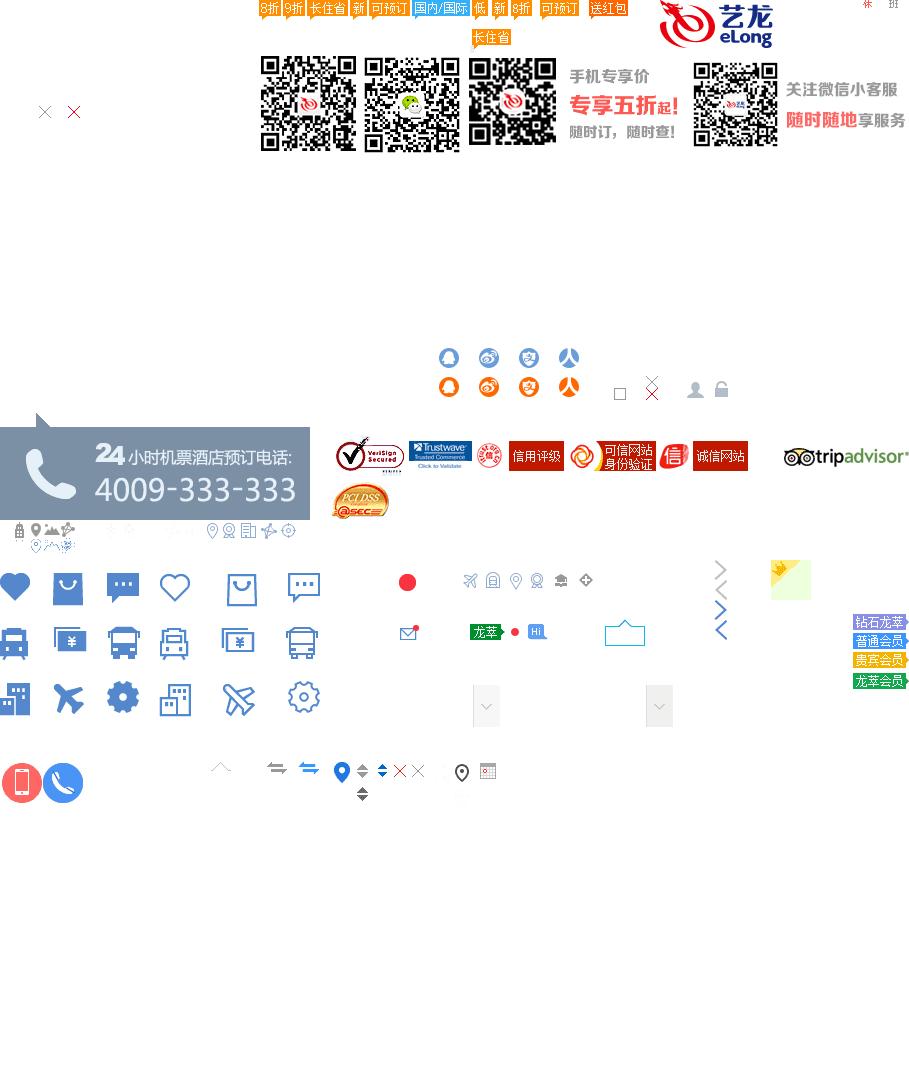 8折
9折
长住省
新
可预订
国内/国际
低
新
8折
可预订
送红包
艺龙
eLong
休
班
长住省
手机专享价
专享五折起!
随时订，随时查!
关注微信小客服
随时随地享服务
24小时机票酒店预订电话:
4009-333-333
VeriSign
Secured
VERIFY
Trustwave
Trusted Commerce
Click to Validate
信用评级
可信网站
身份验证
信
诚信网站
tripadvisor
PCI DSS
@SEC
龙萃
Hi
钻石龙萃
普通会员
贵宾会员
龙萃会员